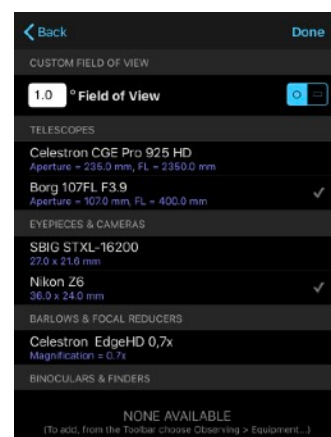 Back
Done
CUSTOM FIELD OF VIEW
1.0 ° Field of View
TELESCOPES
Celestron CGE Pro 925 HD
Aperture = 235.0 mm, FL = 2350.0 mm
Borg 107FL F3.9
Aperture = 107.0 mm, FL = 400.0 mm
EYEPIECES & CAMERAS
SBIG STXL-16200
27.0 x 21.6 mm
Nikon Z6
36.0 x 24.0 mm
BARLOWS & FOCAL REDUCERS
Celestron EdgeHD 0,7x
Magnification = 0.7x
BINOCULARS & FINDERS
NONE AVAILABLE
(To add, from the Toolbar choose Observing > Equipment...)